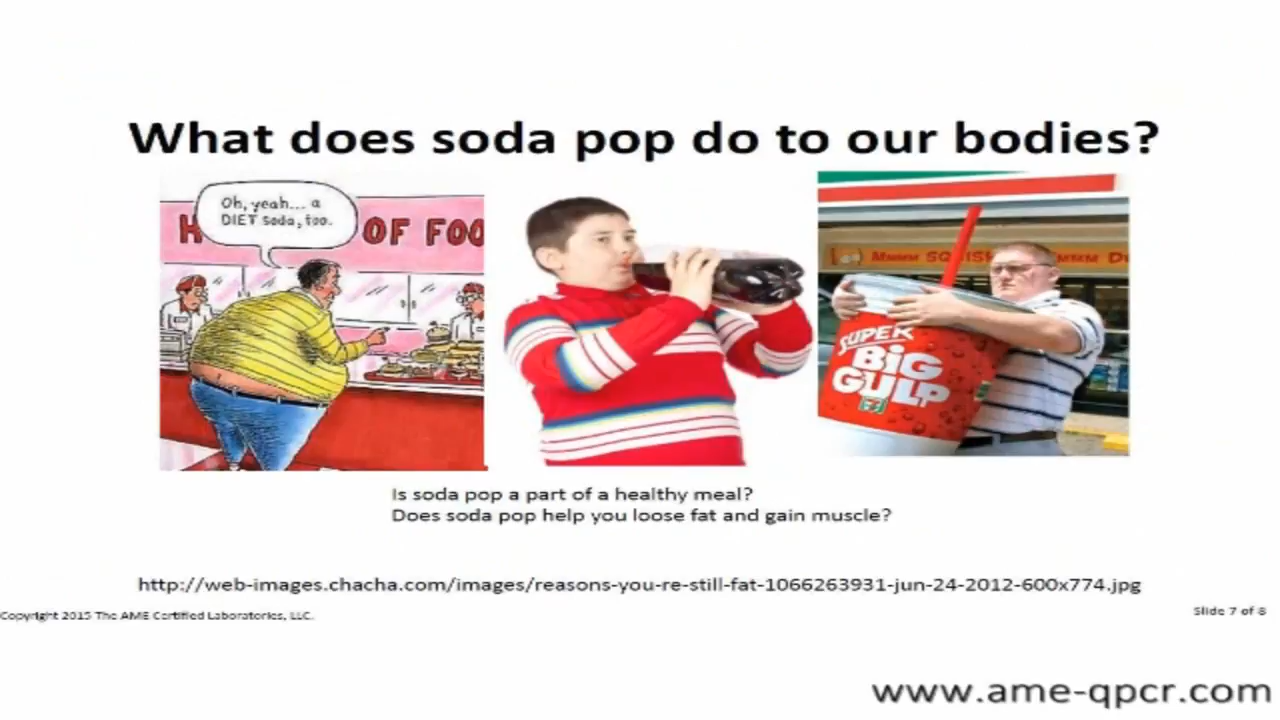 What does soda pop do to our bodies?
Oh, yeah... a
DIET soda, too.
H OF FOO
Mmmm SQUISH Mmmm D
SUPER
BiG
GULP
Is soda pop a part of a healthy meal?
Does soda pop help you loose fat and gain muscle?
http://web-images.chacha.com/images/reasons-you-re-still-fat-1066263931-jun-24-2012-600x774.jpg
Copyright 2015 The AME Certified Laboratories, LLC.
Slide 7 of 8
www.ame-qpcr.com